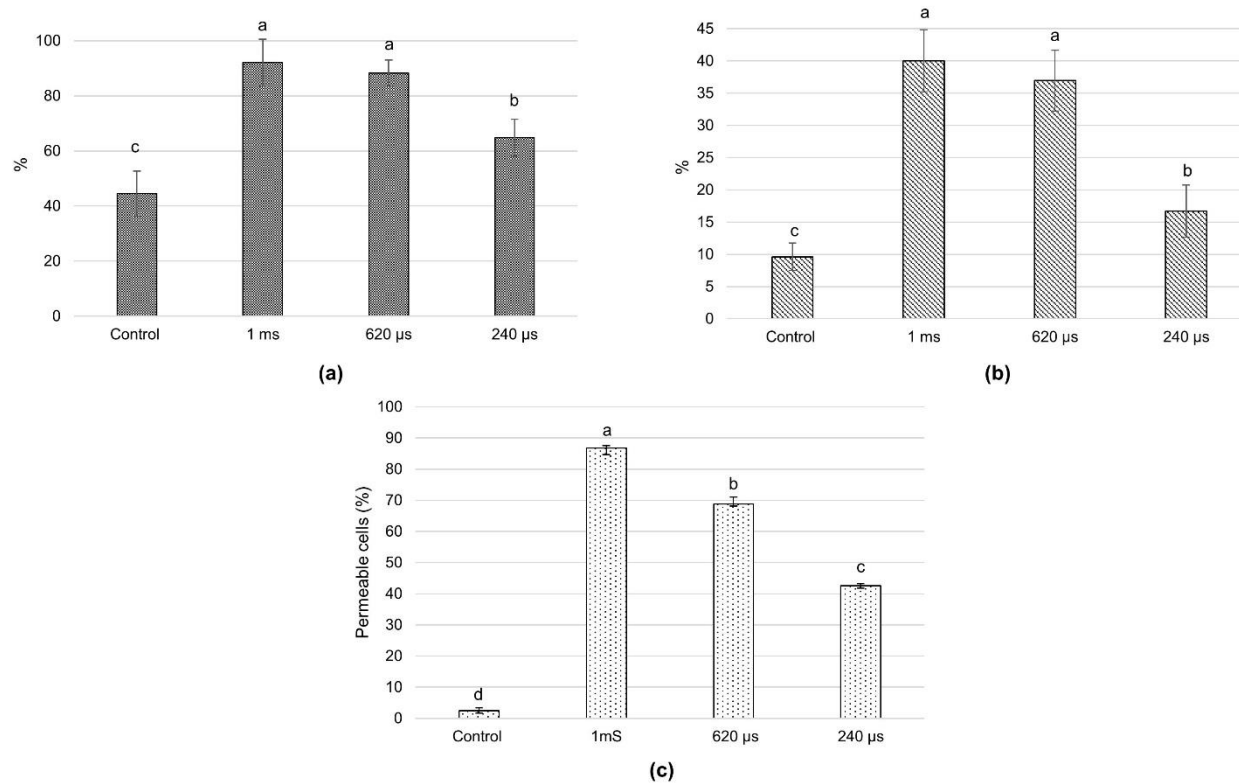 a
a
b
c
100
80
60
40
20
0
%
Control
1 ms
620 µs
240 µs
(a)
a
a
b
c
45
40
35
30
25
20
15
10
5
0
%
Control
1 ms
620 µs
240 µs
(b)
a
b
c
d
100
90
80
70
60
50
40
30
20
10
0
Permeable cells (%)
Control
1mS
620 µs
240 µs
(c)